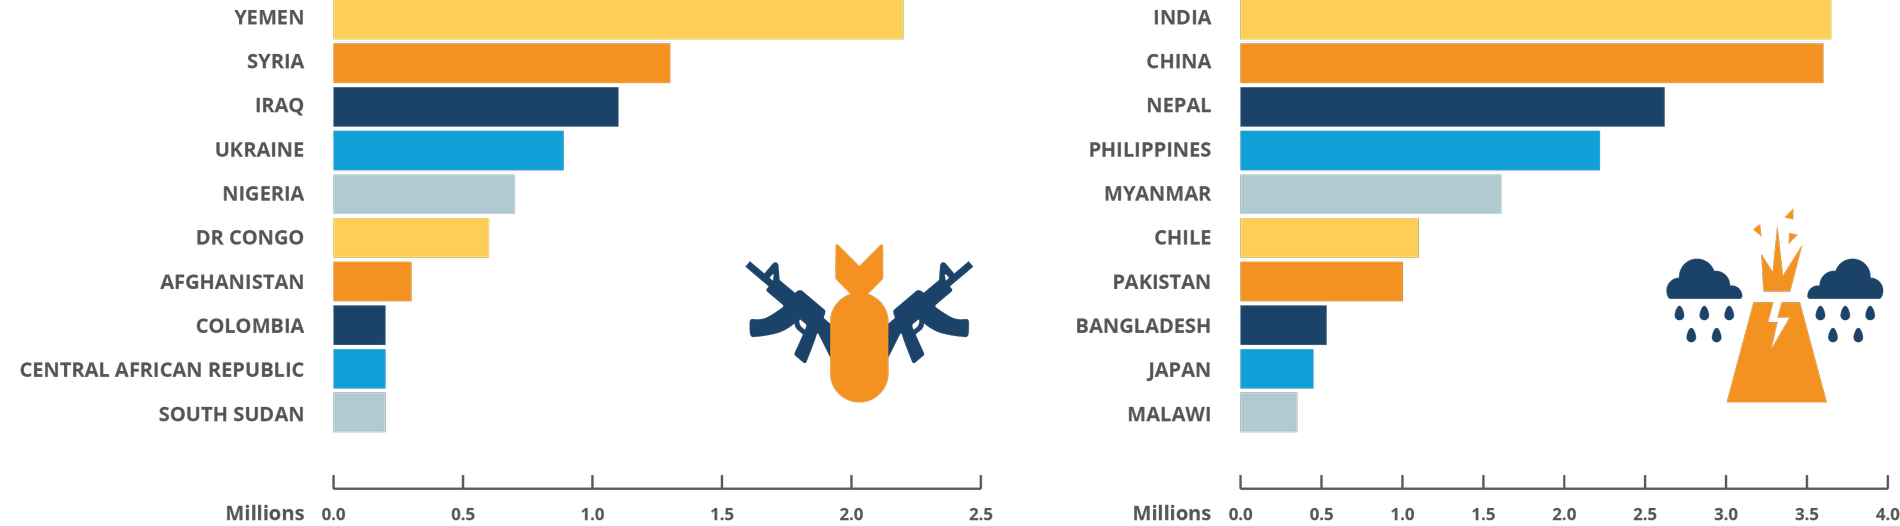 YEMEN
SYRIA
IRAQ
UKRAINE
NIGERIA
DR CONGO
AFGHANISTAN
COLOMBIA
CENTRAL AFRICAN REPUBLIC
SOUTH SUDAN
Millions 0.0 0.5 1.0 1.5 2.0 2.5
INDIA
CHINA
NEPAL
PHILIPPINES
MYANMAR
CHILE
PAKISTAN
BANGLADESH
JAPAN
MALAWI
Millions 0.0 0.5 1.0 1.5 2.0 2.5 3.0 3.5 4.0